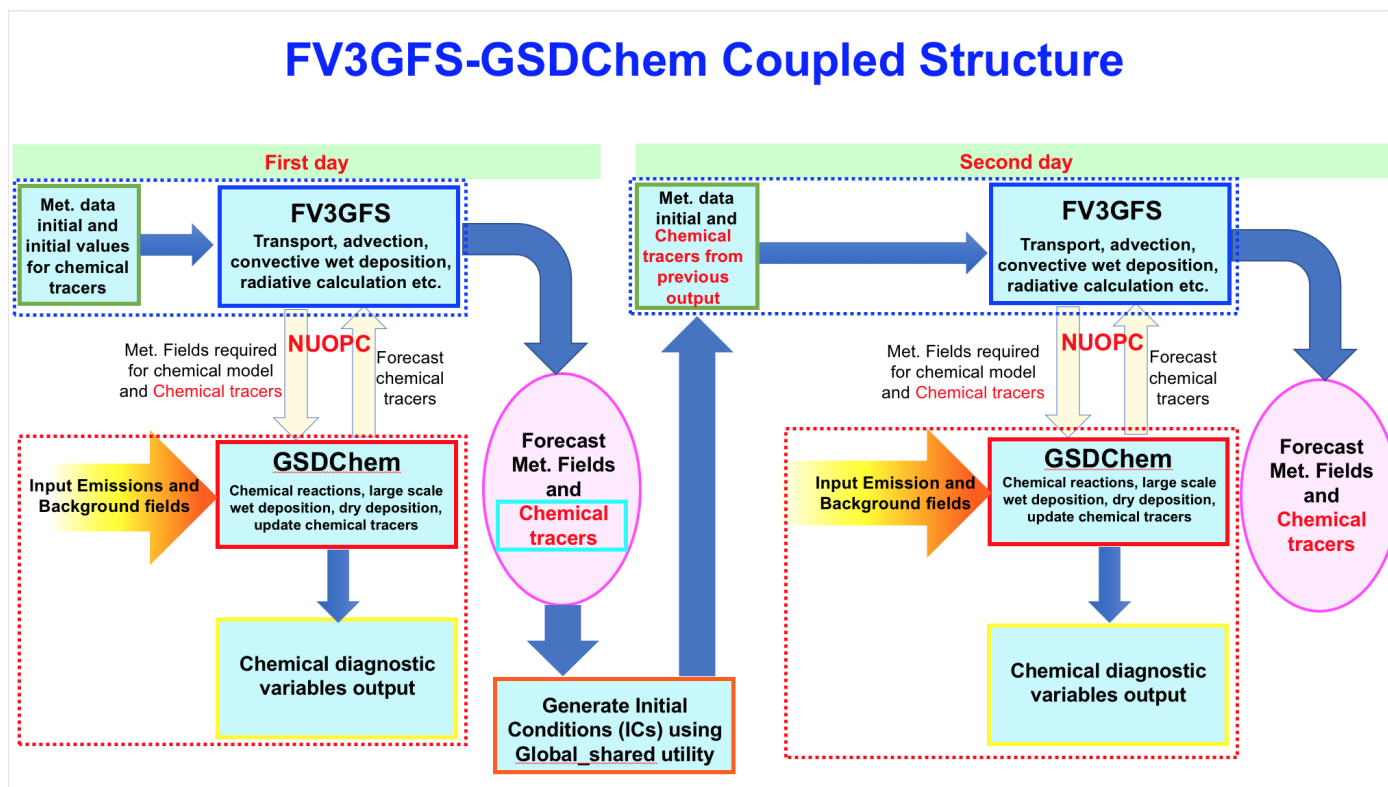 FV3GFS-GSDChem Coupled Structure
First day
Met. data
initial and
initial values
for chemical
tracers
FV3GFS
Transport, advection,
convective wet deposition,
radiative calculation etc.
NUOPC
Met. Fields required
for chemical model
and Chemical tracers
Forecast
chemical
tracers
Input Emissions and
Background fields
GSDChem
Chemical reactions, large scale
wet deposition, dry deposition,
update chemical tracers
Chemical diagnostic
variables output
Forecast
Met. Fields
and
Chemical
tracers
Generate Initial
Conditions (ICs) using
Global_shared utility
Second day
Met. data
initial and
Chemical
tracers from
previous
output
FV3GFS
Transport, advection,
convective wet deposition,
radiative calculation etc.
NUOPC
Met. Fields required
for chemical model
and Chemical tracers
Forecast
chemical
tracers
Input Emission and
Background fields
GSDChem
Chemical reactions, large scale
wet deposition, dry deposition,
update chemical tracers
Chemical diagnostic
variables output
Forecast
Met. Fields
and
Chemical
tracers